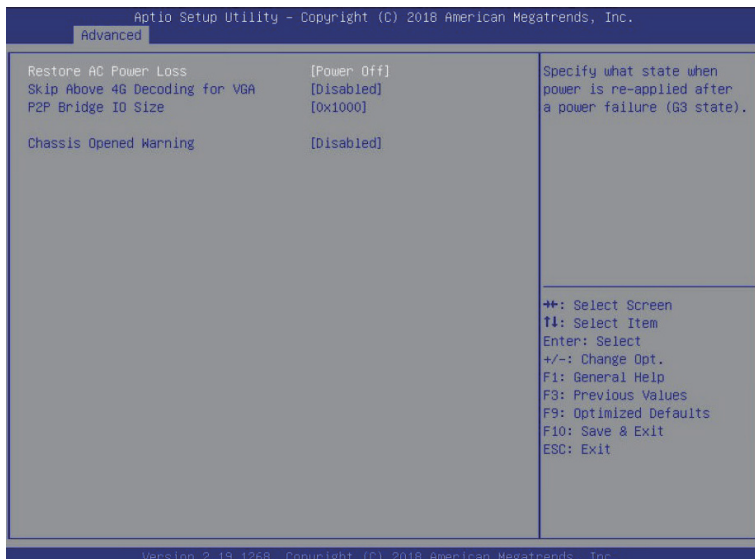 Aptio Setup Utility – Copyright (C) 2018 American Megatrends, Inc.
Advanced
Restore AC Power Loss [Power Off]
Skip Above 4G Decoding for VGA [Disabled]
P2P Bridge IO Size [0x1000]
Chassis Opened Warning [Disabled]
Specify what state when
power is re-applied after
a power failure (G3 state).
→←: Select Screen
↑↓: Select Item
Enter: Select
+/-: Change Opt.
F1: General Help
F3: Previous Values
F9: Optimized Defaults
F10: Save & Exit
ESC: Exit
Version 2.19.1268. Copyright (C) 2018 American Megatrends, Inc.